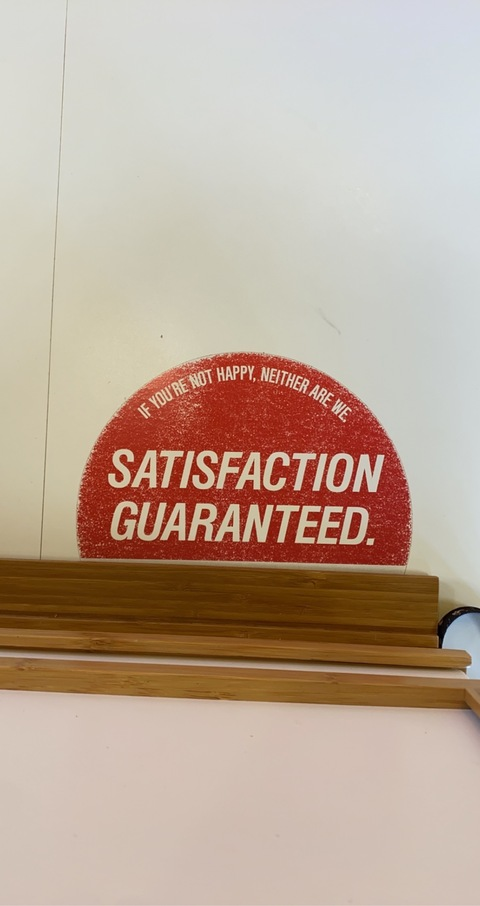 IF YOU'RE NOT HAPPY, NEITHER ARE WE.
SATISFACTION
GUARANTEED.